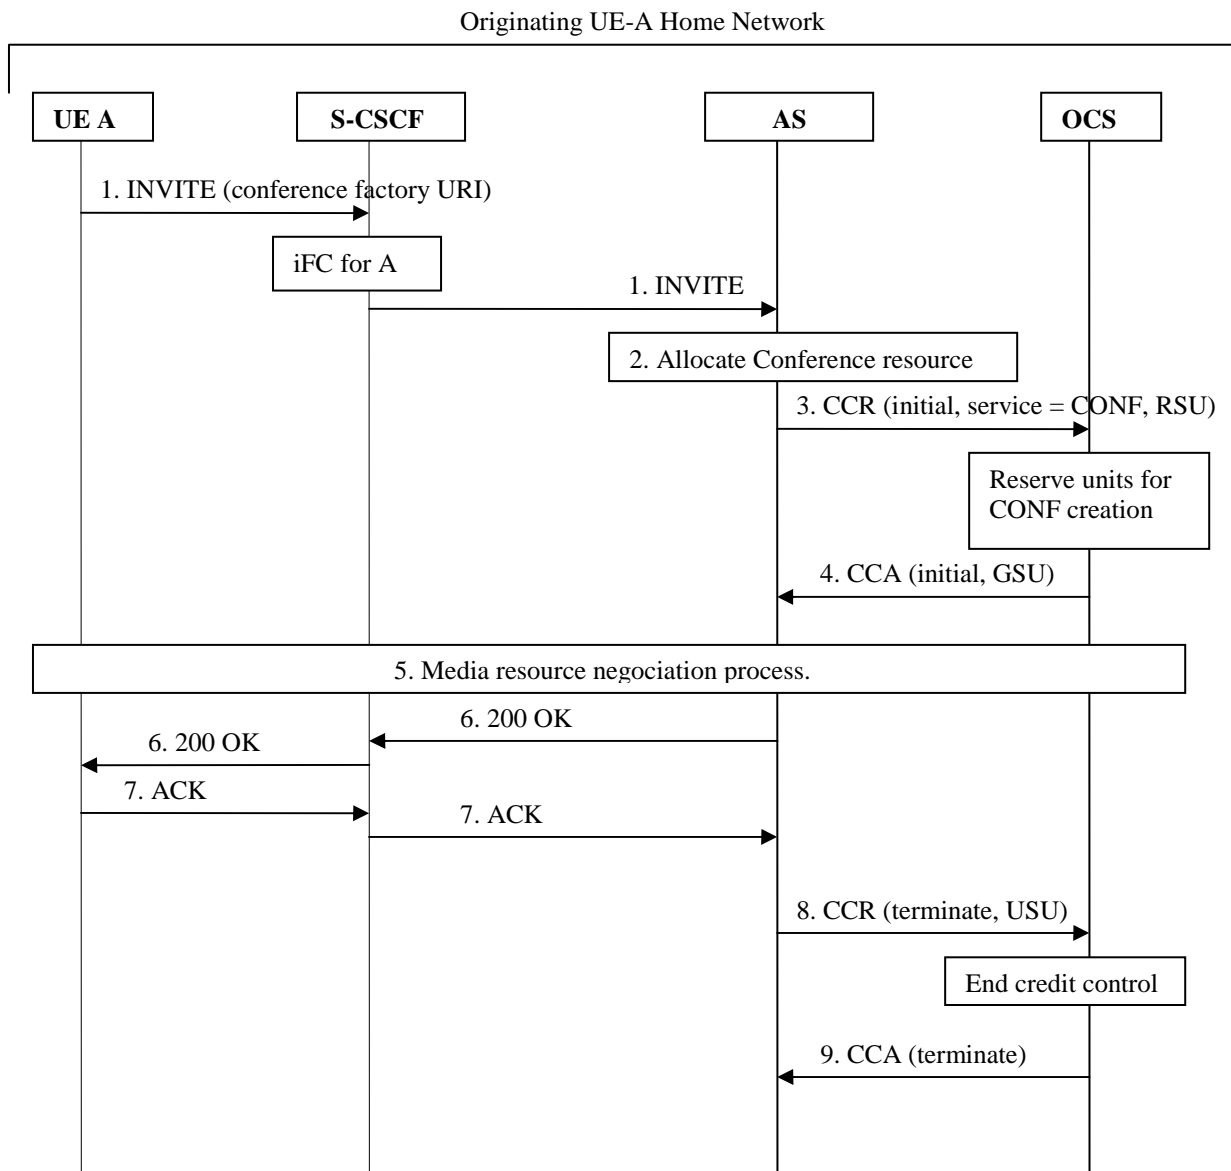 Originating UE-A Home Network
UE A
S-CSCF
AS
OCS
1. INVITE (conference factory URI)
iFC for A
1. INVITE
2. Allocate Conference resource
3. CCR (initial, service = CONF, RSU)
Reserve units for
CONF creation
4. CCA (initial, GSU)
5. Media resource negociation process.
6. 200 OK
6. 200 OK
7. ACK
7. ACK
8. CCR (terminate, USU)
End credit control
9. CCA (terminate)